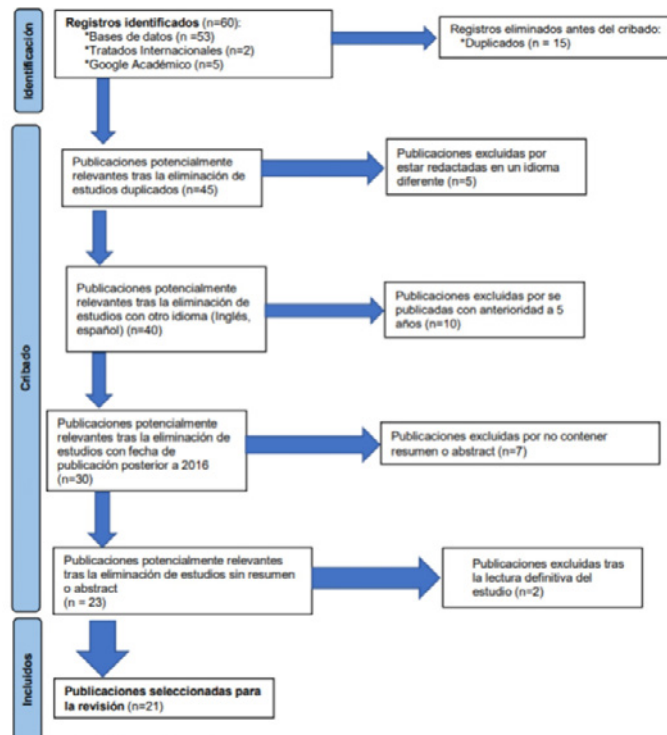 Identificación
Registros identificados (n=60):
*Bases de datos (n =53)
*Tratados Internacionales (n=2)
*Google Académico (n=5)
Registros eliminados antes del cribado:
*Duplicados (n = 15)
Cribado
Publicaciones potencialmente
relevantes tras la eliminación de
estudios duplicados (n=45)
Publicaciones excluidas por
estar redactadas en un idioma
diferente (n=5)
Publicaciones potencialmente
relevantes tras la eliminación de
estudios con otro idioma (Inglés,
español) (n=40)
Publicaciones excluidas por se
publicadas con anterioridad a 5
años (n=10)
Publicaciones potencialmente
relevantes tras la eliminación de
estudios con fecha de
publicación posterior a 2016
(n=30)
Publicaciones excluidas por no contener
resumen o abstract (n=7)
Publicaciones potencialmente relevantes
tras la eliminación de estudios sin resumen
o abstract
(n = 23)
Publicaciones excluidas tras
la lectura definitiva del
estudio (n=2)
Incluidos
Publicaciones seleccionadas para
la revisión (n=21)